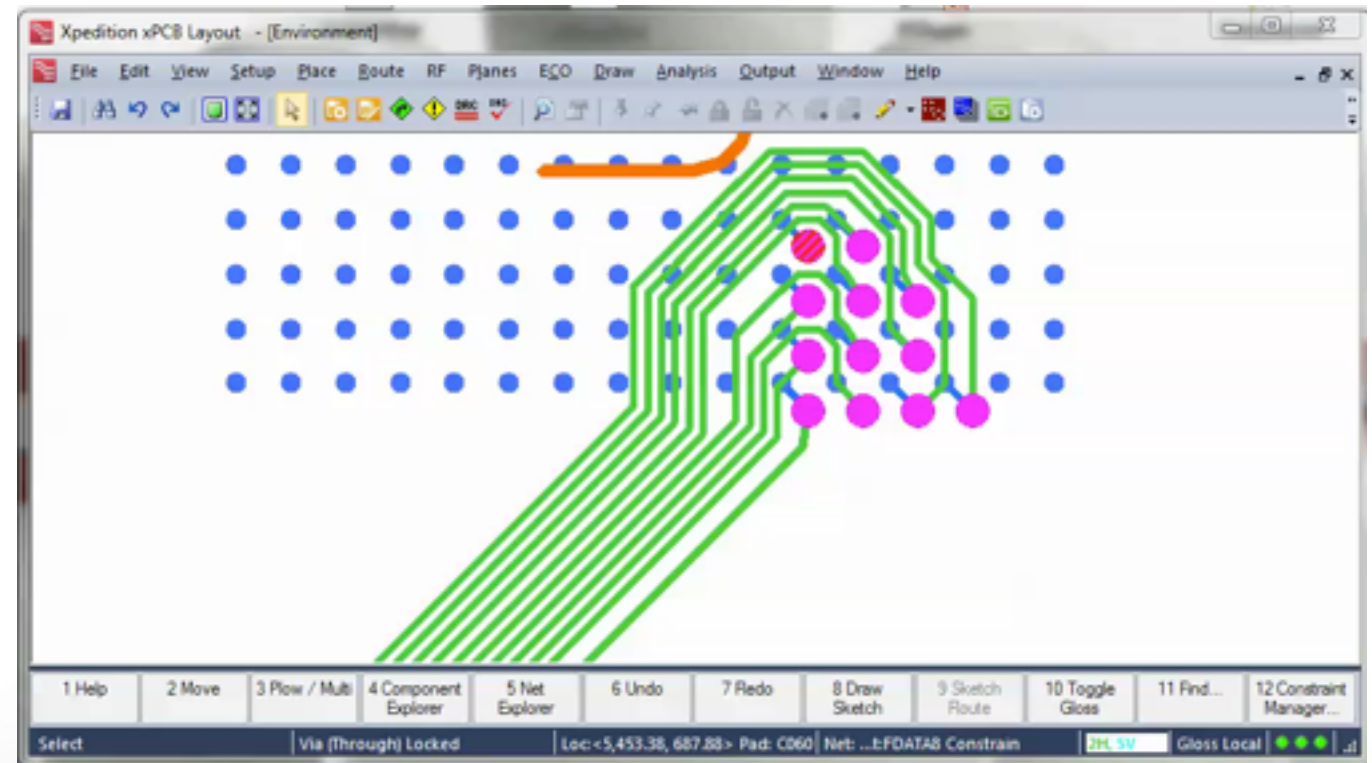 Xpedition xPCB Layout - [Environment]
File Edit View Setup Place Route RF Planes ECO Draw Analysis Output Window Help
DRC
1 Help 2 Move 3 Plow / Multi 4 Component Explorer 5 Net Explorer 6 Undo 7 Redo 8 Draw Sketch 9 Sketch Route 10 Toggle Gloss 11 Find... 12 Constraint Manager...
Select Via (Through) Locked Loc:<5,453.38, 687.88> Pad: C060 Net: ...t:FDATA8 Constrain 2H, 5V Gloss Local